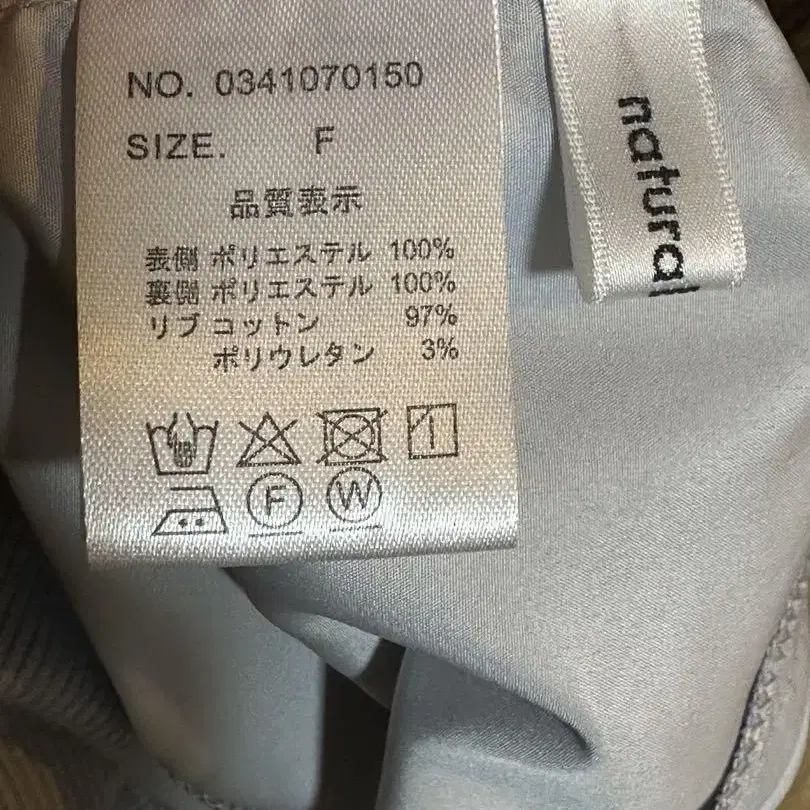 NO. 0341070150
SIZE. F
品質表示
表側 ポリエステル 100%
裏側 ポリエステル 100%
リブ コットン 97%
ポリウレタン 3%
F W
natural